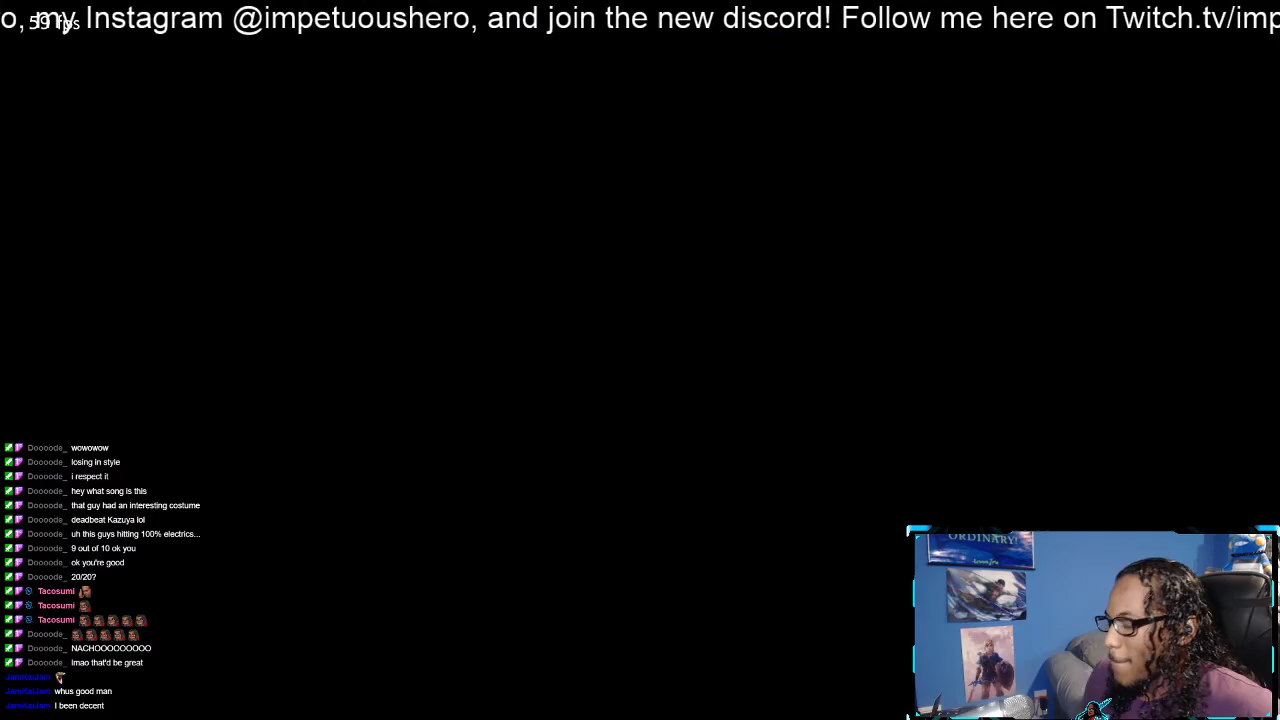 o, my Instagram @impetuoushero, and join the new discord! Follow me here on Twitch.tv/imp
59 fps
Doooode_ wowowow
Doooode_ losing in style
Doooode_ i respect it
Doooode_ hey what song is this
Doooode_ that guy had an interesting costume
Doooode_ deadbeat Kazuya lol
Doooode_ uh this guys hitting 100% electrics...
Doooode_ 9 out of 10 ok you
Doooode_ ok you're good
Doooode_ 20/20?
Tacosumi
Tacosumi
Tacosumi
Doooode_
Doooode_ NACHOOOOOOOOO
Doooode_ lmao that'd be great
JamKaiJam
JamKaiJam whus good man
JamKaiJam I been decent
ORDINARY!